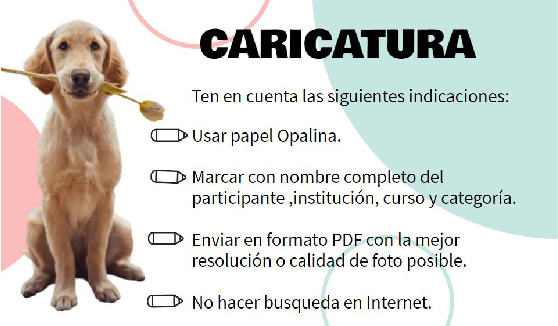 CARICATURA
Ten en cuenta las siguientes indicaciones:
Usar papel Opalina.
Marcar con nombre completo del
participante ,institución, curso y categoría.
Enviar en formato PDF con la mejor
resolución o calidad de foto posible.
No hacer busqueda en Internet.